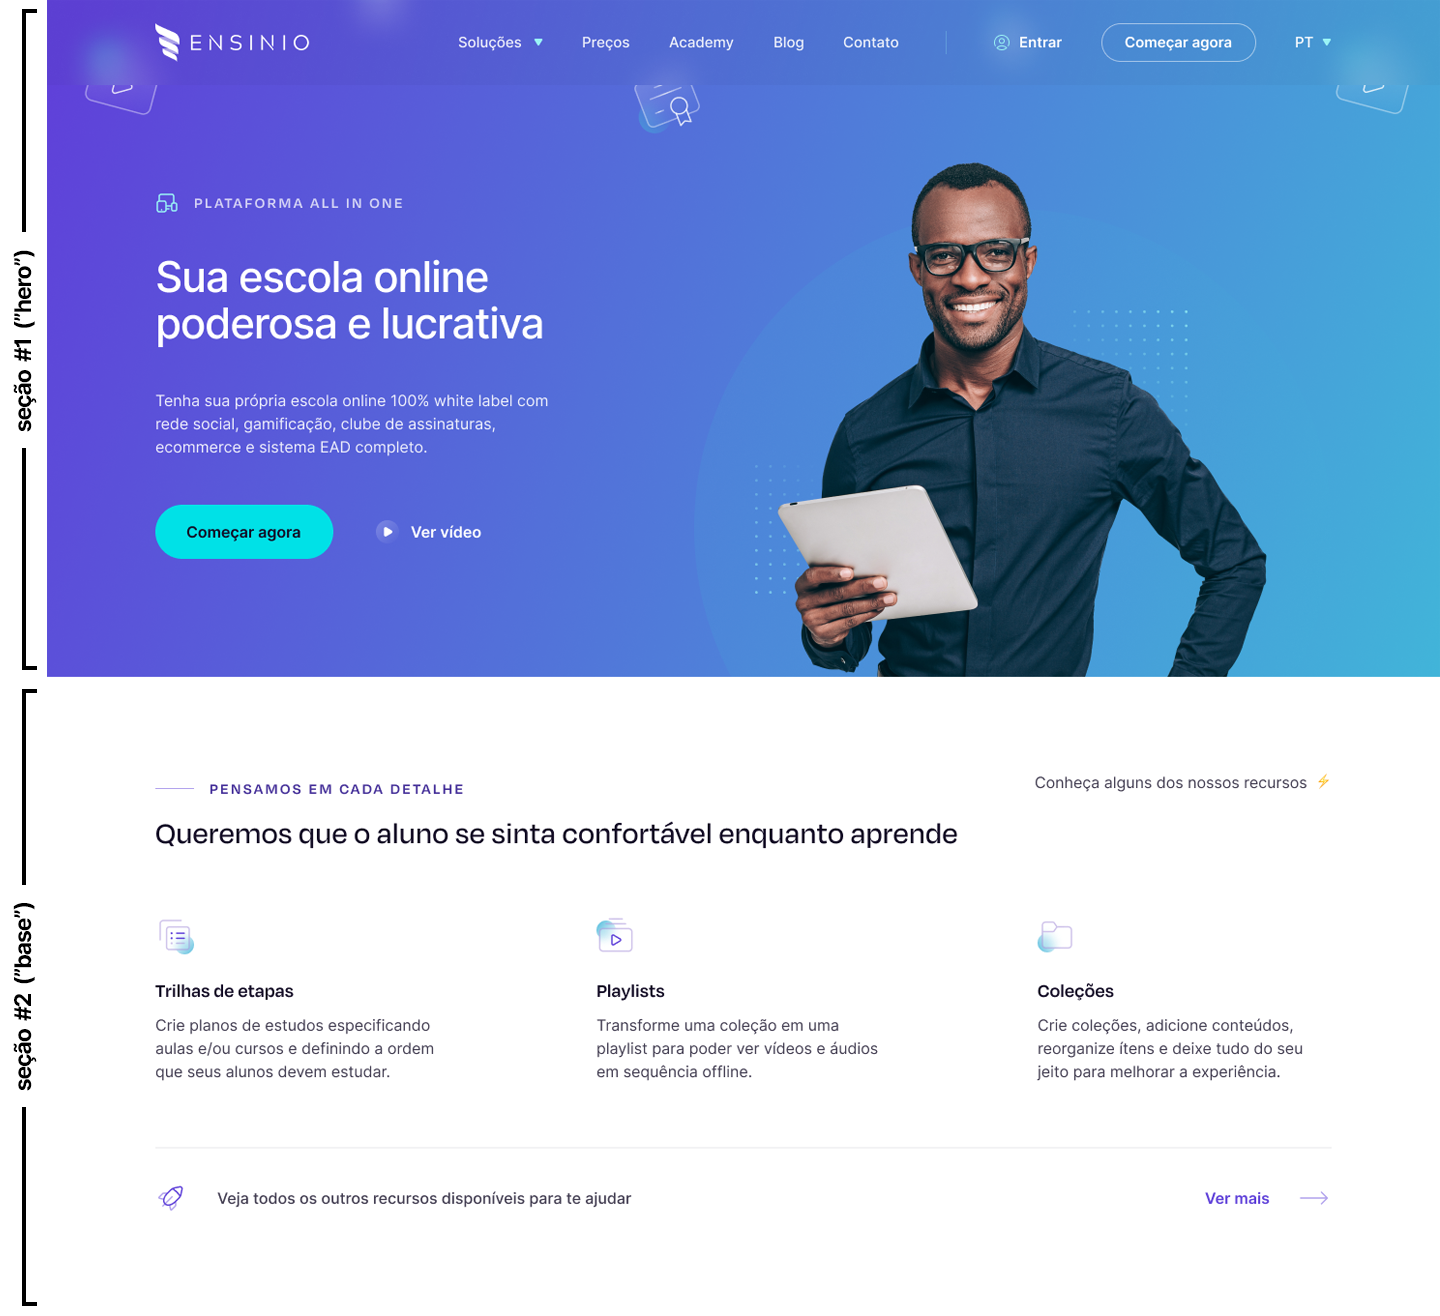 ENSINIO
Soluções
Preços
Academy
Blog
Contato
Entrar
Começar agora
PT
seção #1 ("hero")
PLATAFORMA ALL IN ONE
Sua escola online
poderosa e lucrativa
Tenha sua própria escola online 100% white label com
rede social, gamificação, clube de assinaturas,
ecommerce e sistema EAD completo.
Começar agora
Ver vídeo
seção #2 ("base")
PENSAMOS EM CADA DETALHE
Conheça alguns dos nossos recursos
Queremos que o aluno se sinta confortável enquanto aprende
Trilhas de etapas
Crie planos de estudos especificando
aulas e/ou cursos e definindo a ordem
que seus alunos devem estudar.
Playlists
Transforme uma coleção em uma
playlist para poder ver vídeos e áudios
em sequência offline.
Coleções
Crie coleções, adicione conteúdos,
reorganize ítens e deixe tudo do seu
jeito para melhorar a experiência.
Veja todos os outros recursos disponíveis para te ajudar
Ver mais